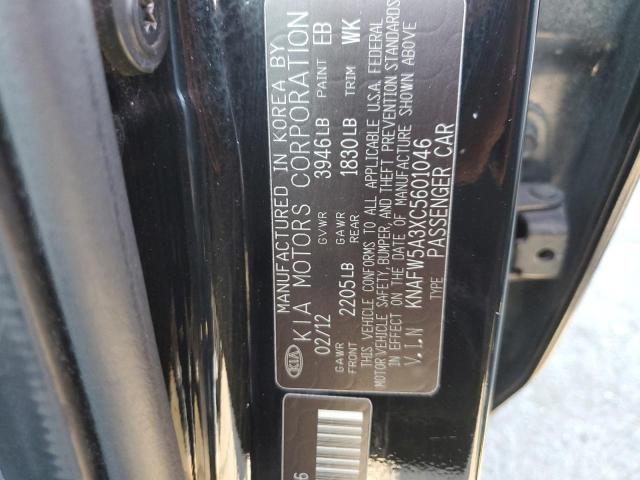 MANUFACTURED IN KOREA BY
KIA KIA MOTORS CORPORATION
02/12 GVWR 3946LB PAINT EB
GAWR FRONT 2205LB GAWR REAR 1830LB TRIM WK
THIS VEHICLE CONFORMS TO ALL APPLICABLE U.S.A. FEDERAL
MOTOR VEHICLE SAFETY, BUMPER, AND THEFT PREVENTION STANDARDS
IN EFFECT ON THE DATE OF MANUFACTURE SHOWN ABOVE
V.I.N KNAFW5A3XC5601046
TYPE PASSENGER CAR
6